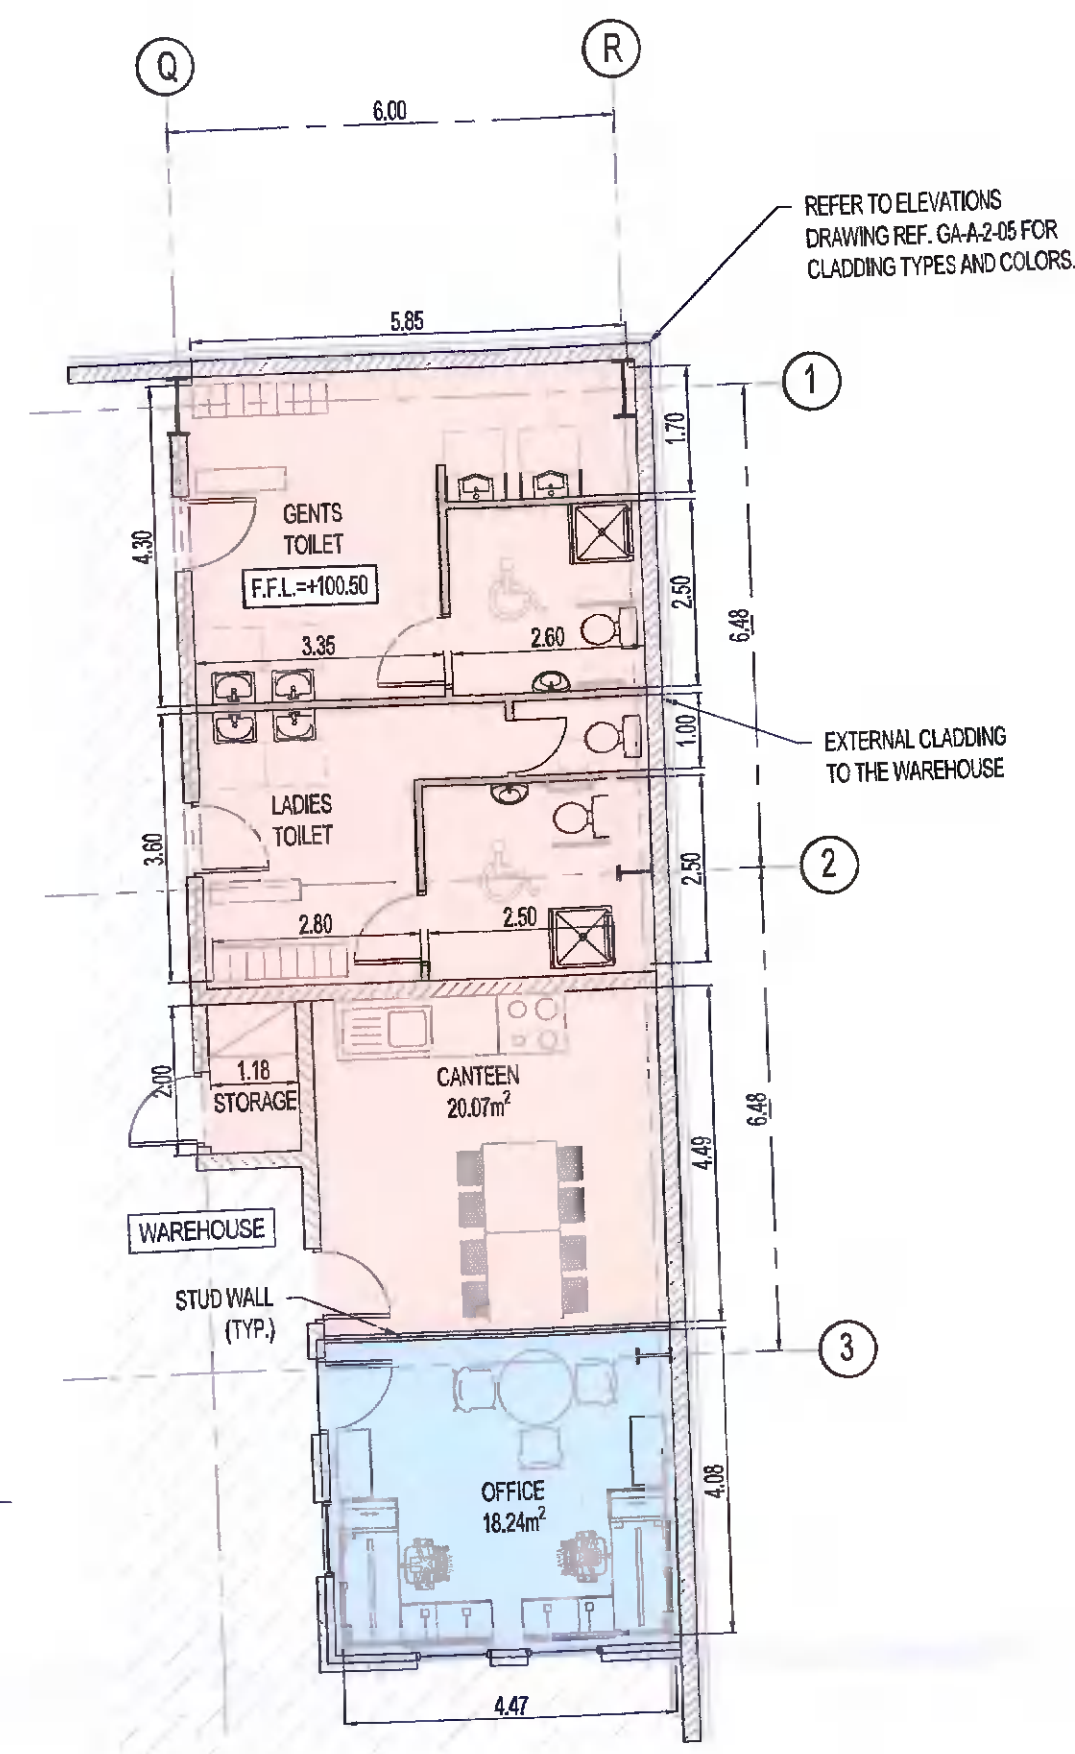 Q
R
6.00
REFER TO ELEVATIONS
DRAWING REF. GA-A-2-05 FOR
CLADDING TYPES AND COLORS.
5.85
1
1.70
GENTS
TOILET
F.F.L.=+100.50
4.30
2.50
6.48
3.35
2.60
1.00
EXTERNAL CLADDING
TO THE WAREHOUSE
LADIES
TOILET
3.60
2
2.50
2.80
2.50
1.18
STORAGE
2.00
CANTEEN
20.07m²
6.48
4.49
WAREHOUSE
STUD WALL
(TYP.)
3
OFFICE
18.24m²
4.08
4.47